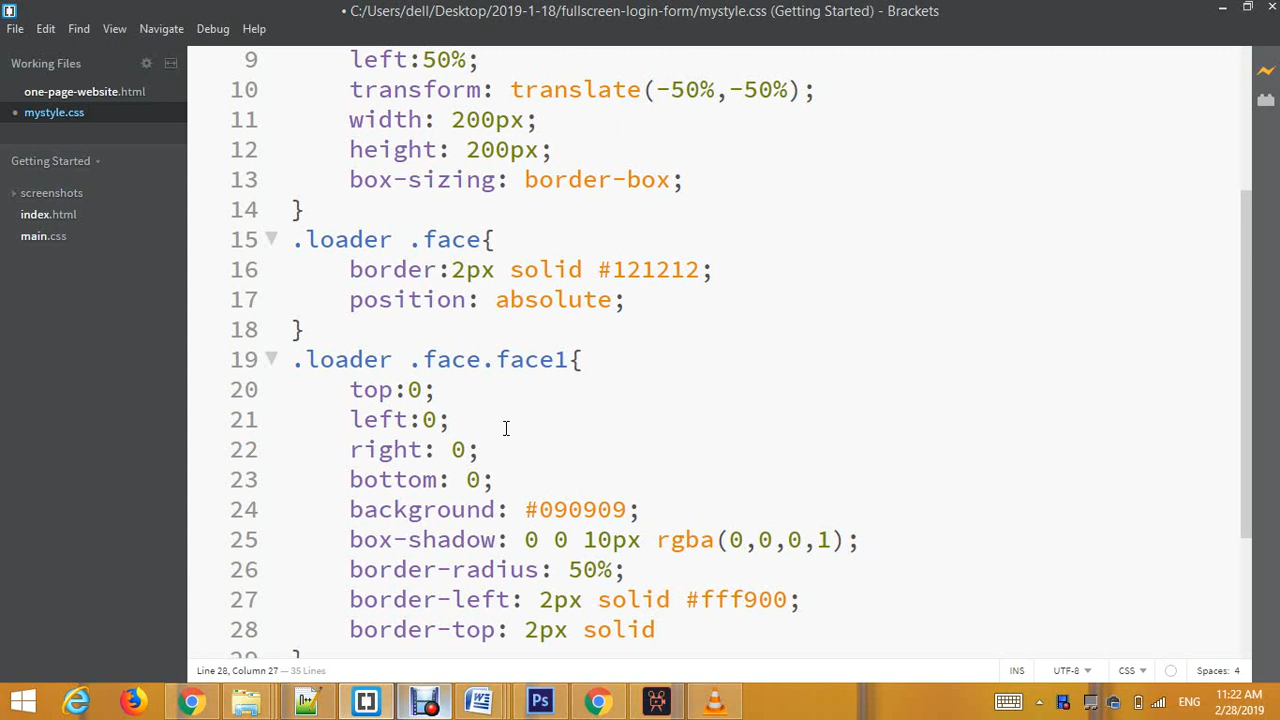 • C:/Users/dell/Desktop/2019-1-18/fullscreen-login-form/mystyle.css (Getting Started) - Brackets
File Edit Find View Navigate Debug Help
Working Files
one-page-website.html
mystyle.css
Getting Started
screenshots
index.html
main.css
9 left:50%;
10 transform: translate(-50%,-50%);
11 width: 200px;
12 height: 200px;
13 box-sizing: border-box;
14 }
15 .loader .face{
16 border:2px solid #121212;
17 position: absolute;
18 }
19 .loader .face.face1{
20 top:0;
21 left:0;
22 right: 0;
23 bottom: 0;
24 background: #090909;
25 box-shadow: 0 0 10px rgba(0,0,0,1);
26 border-radius: 50%;
27 border-left: 2px solid #fff900;
28 border-top: 2px solid
29 }
Line 28, Column 27 — 35 Lines
INS UTF-8 CSS Spaces: 4
Ps
ENG
11:22 AM
2/28/2019